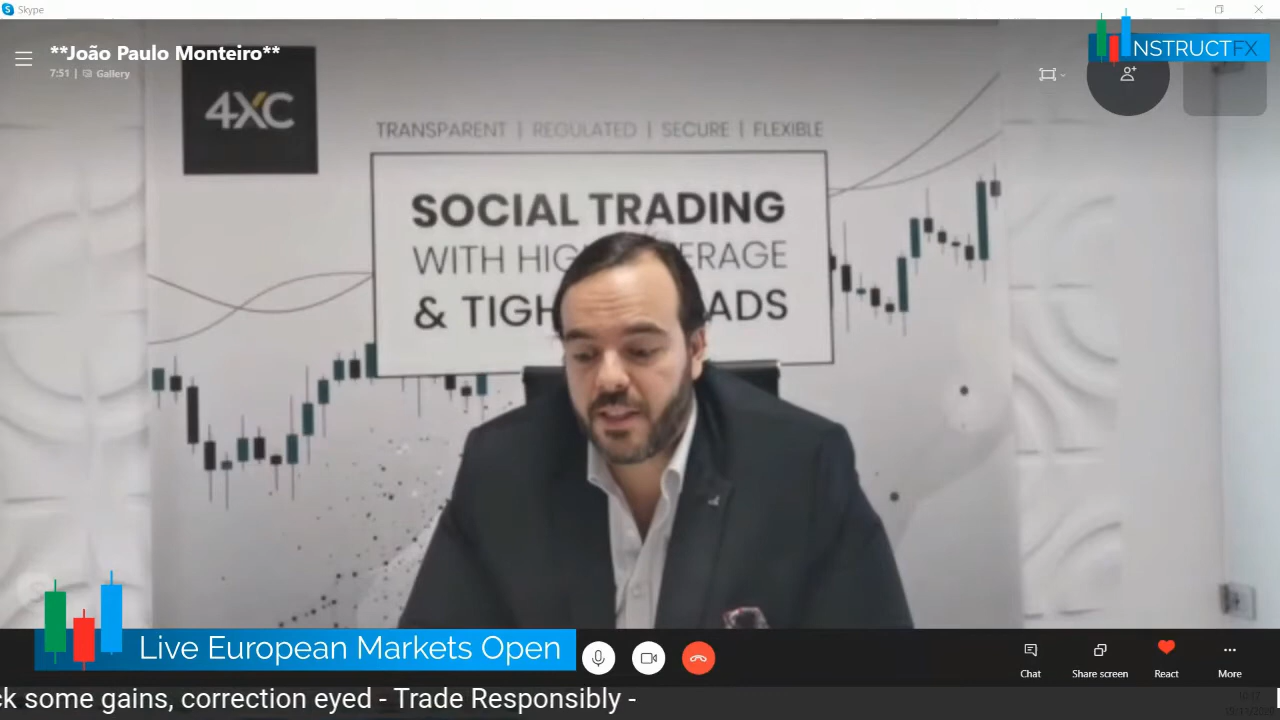 Skype
**João Paulo Monteiro**
7:51 | Gallery
NSTRUCTFX
4XC
TRANSPARENT | REGULATED | SECURE | FLEXIBLE
SOCIAL TRADING
WITH HIG ERAGE
& TIGH ADS
Live European Markets Open
Chat
Share screen
React
More
ck some gains, correction eyed - Trade Responsibly -